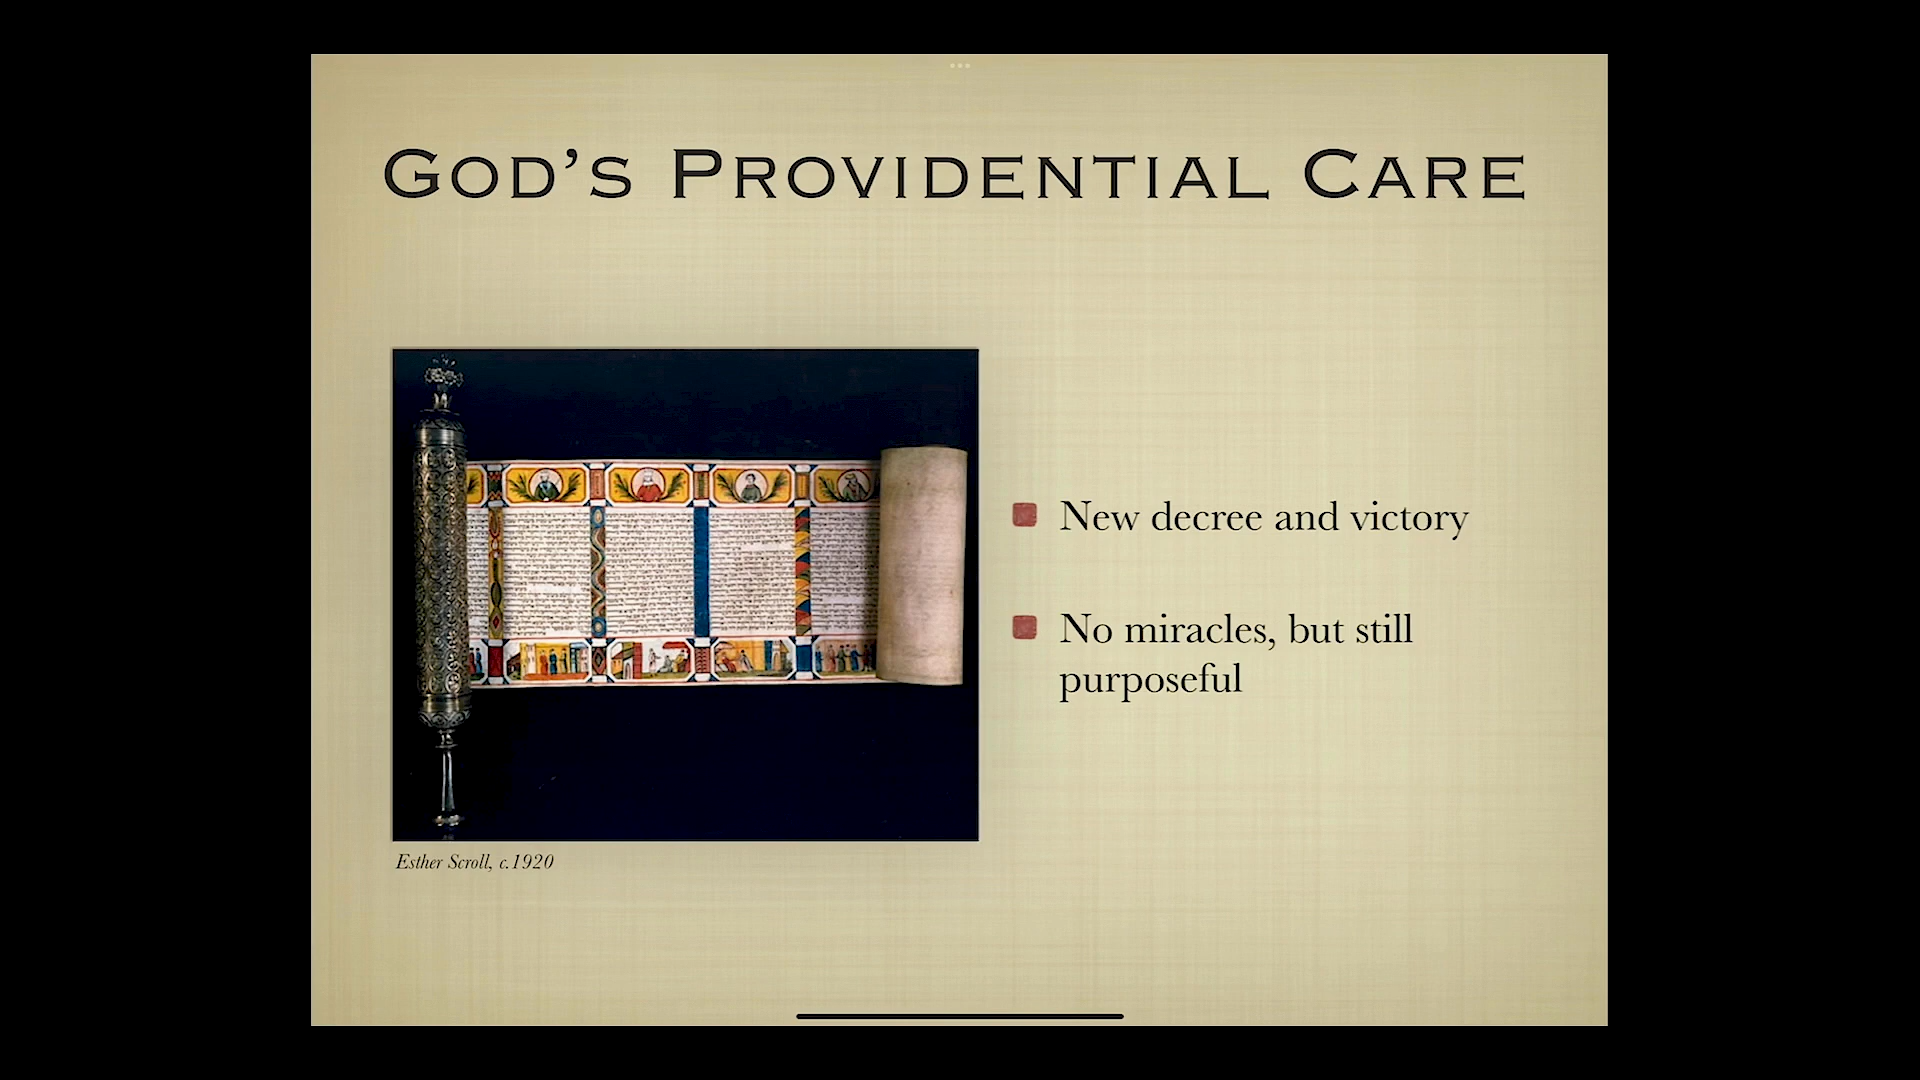 God's Providential Care
New decree and victory
No miracles, but still
purposeful
Esther Scroll, c.1920